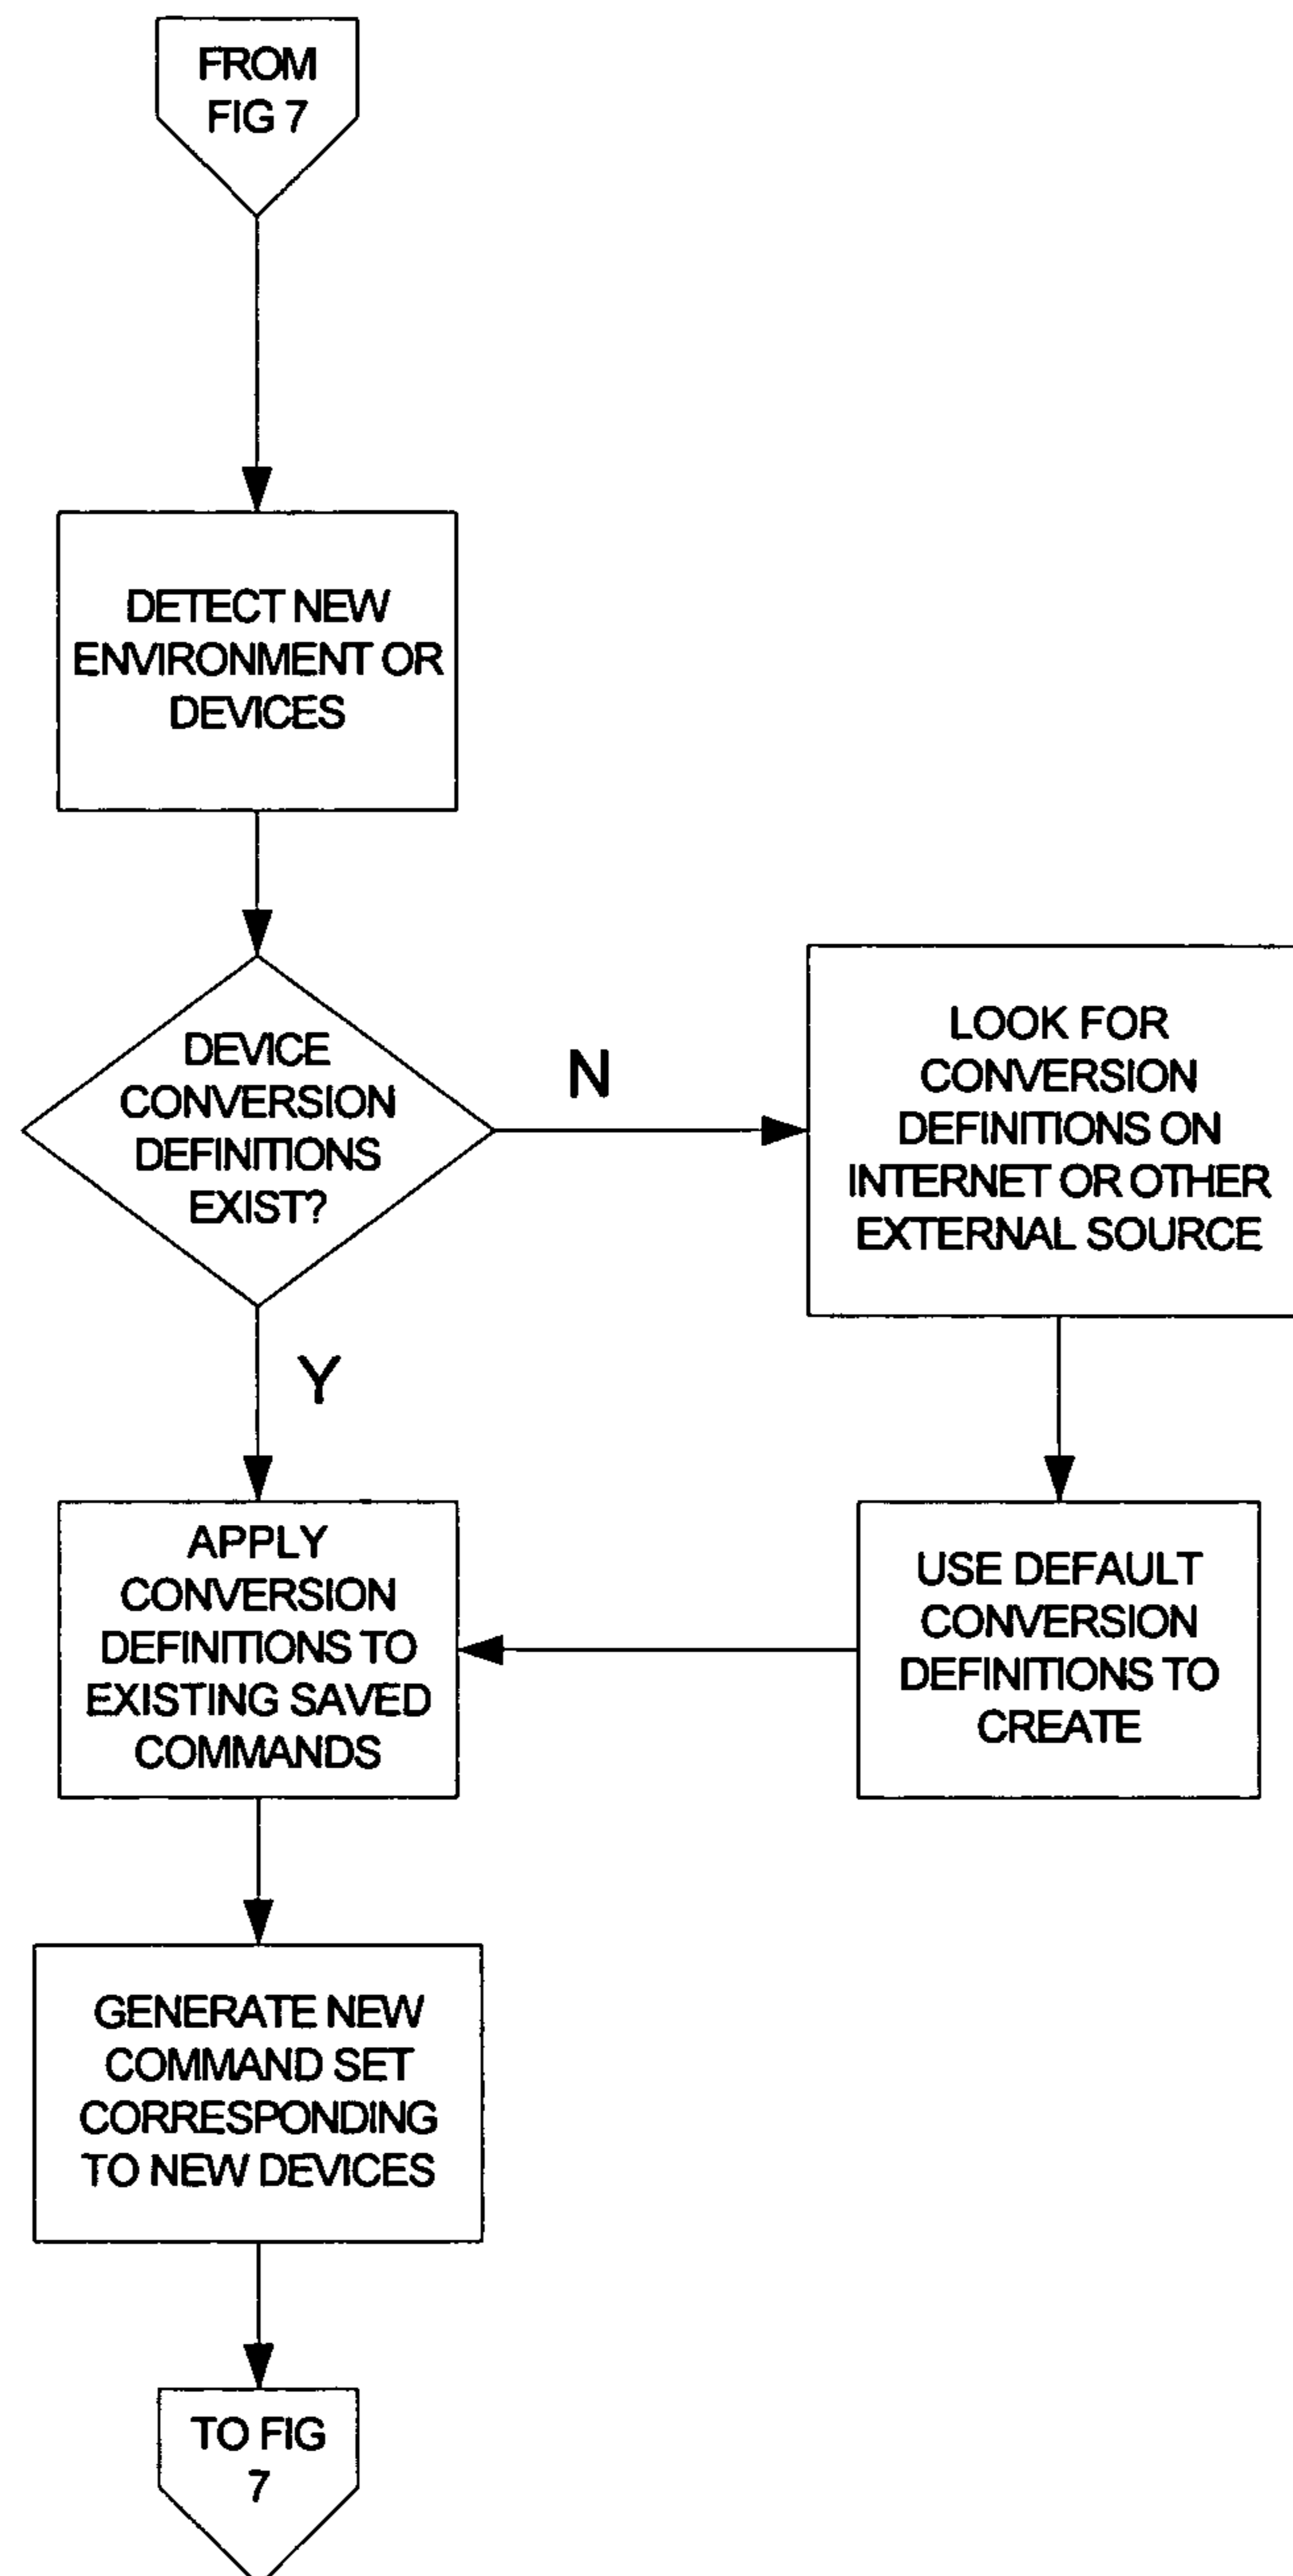 FROM
FIG 7
DETECT NEW
ENVIRONMENT OR
DEVICES
DEVICE
CONVERSION
DEFINITIONS
EXIST?
N
LOOK FOR
CONVERSION
DEFINITIONS ON
INTERNET OR OTHER
EXTERNAL SOURCE
Y
APPLY
CONVERSION
DEFINITIONS TO
EXISTING SAVED
COMMANDS
USE DEFAULT
CONVERSION
DEFINITIONS TO
CREATE
GENERATE NEW
COMMAND SET
CORRESPONDING
TO NEW DEVICES
TO FIG
7